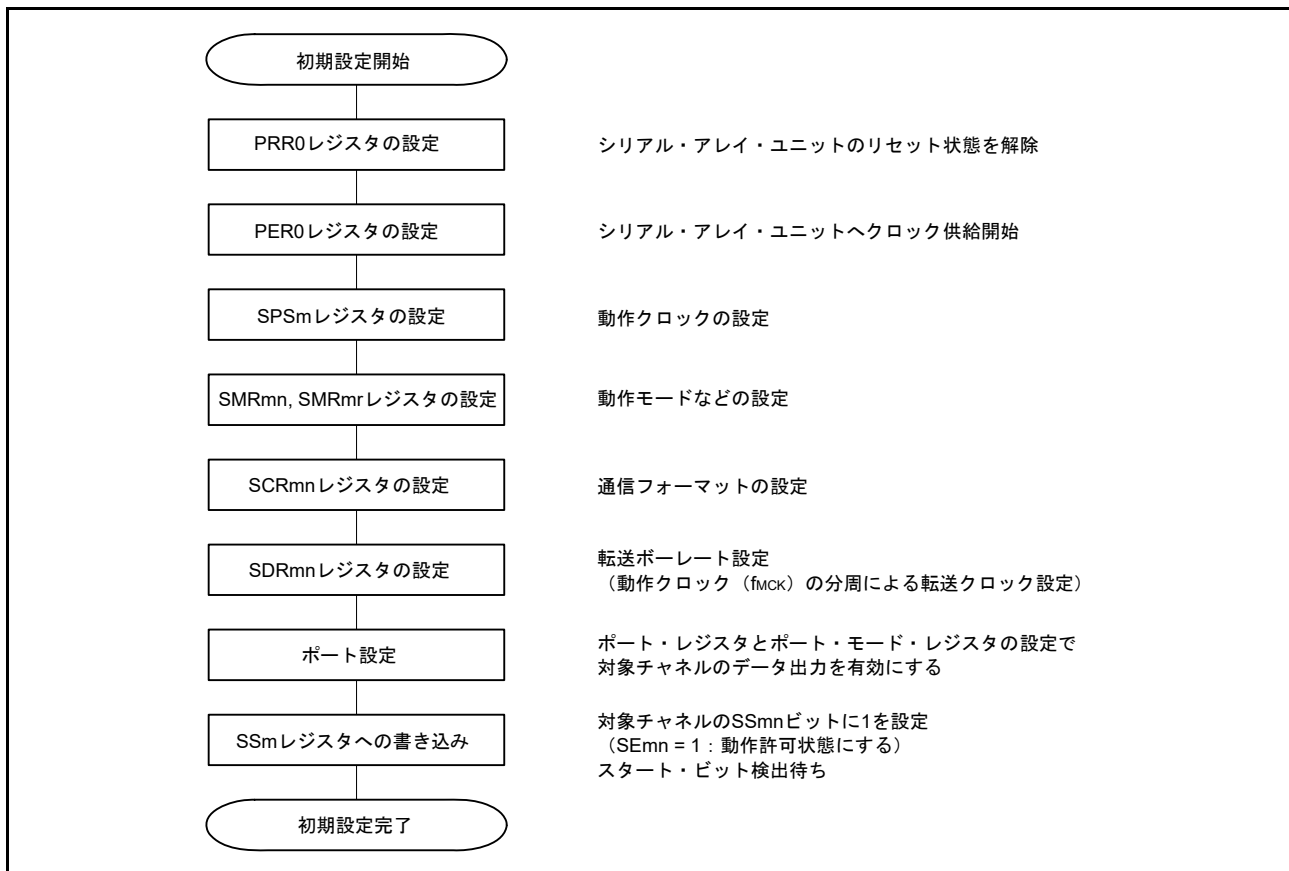 初期設定開始
PRR0レジスタの設定
シリアル・アレイ・ユニットのリセット状態を解除
PER0レジスタの設定
シリアル・アレイ・ユニットへクロック供給開始
SPSmレジスタの設定
動作クロックの設定
SMRmn, SMRmrレジスタの設定
動作モードなどの設定
SCRmnレジスタの設定
通信フォーマットの設定
SDRmnレジスタの設定
転送ボーレート設定
（動作クロック（fMCK）の分周による転送クロック設定）
ポート設定
ポート・レジスタとポート・モード・レジスタの設定で
対象チャネルのデータ出力を有効にする
SSmレジスタへの書き込み
対象チャネルのSSmnビットに1を設定
（SEmn = 1：動作許可状態にする）
スタート・ビット検出待ち
初期設定完了